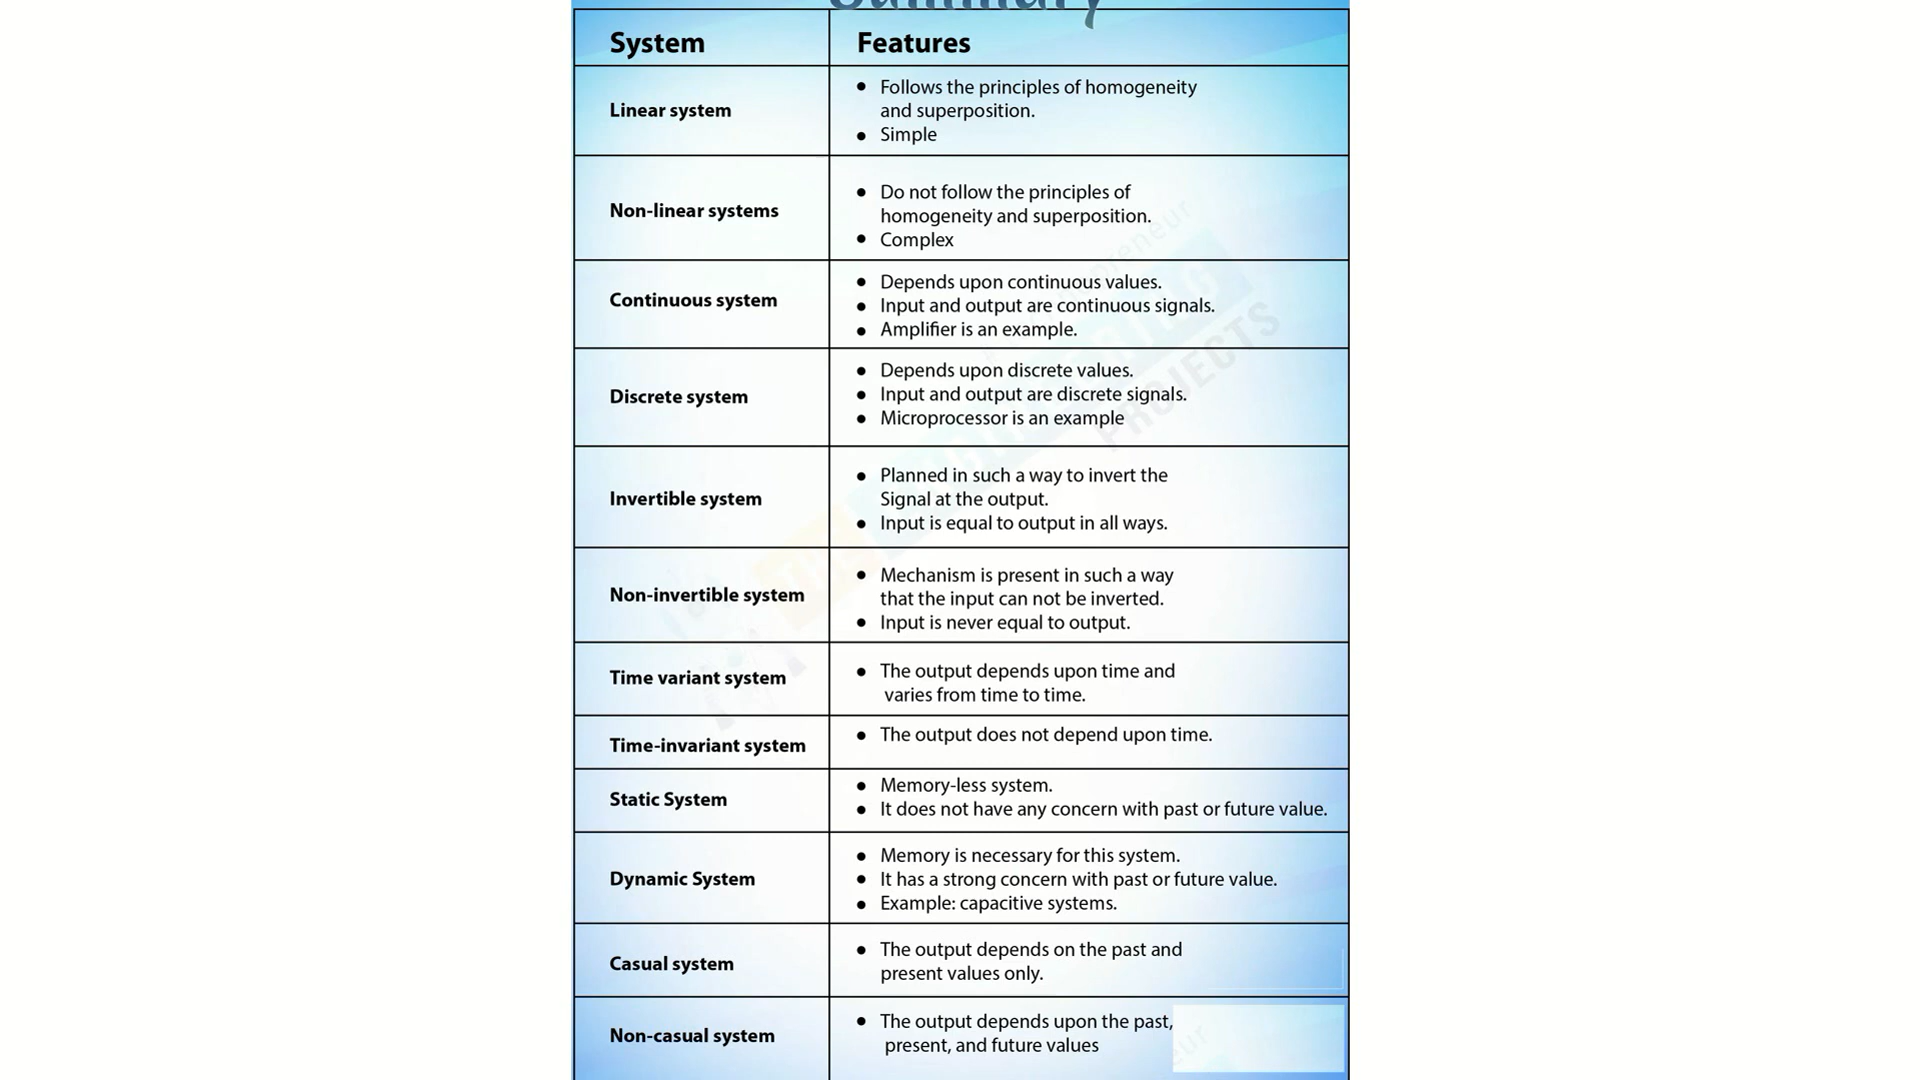 Summary
System Features
Linear system
● Follows the principles of homogeneity
and superposition.
● Simple
Non-linear systems
● Do not follow the principles of
homogeneity and superposition.
● Complex
Continuous system
● Depends upon continuous values.
● Input and output are continuous signals.
● Amplifier is an example.
Discrete system
● Depends upon discrete values.
● Input and output are discrete signals.
● Microprocessor is an example
Invertible system
● Planned in such a way to invert the
Signal at the output.
● Input is equal to output in all ways.
Non-invertible system
● Mechanism is present in such a way
that the input can not be inverted.
● Input is never equal to output.
Time variant system
● The output depends upon time and
varies from time to time.
Time-invariant system
● The output does not depend upon time.
Static System
● Memory-less system.
● It does not have any concern with past or future value.
Dynamic System
● Memory is necessary for this system.
● It has a strong concern with past or future value.
● Example: capacitive systems.
Casual system
● The output depends on the past and
present values only.
Non-casual system
● The output depends upon the past,
present, and future values
PROJECTS